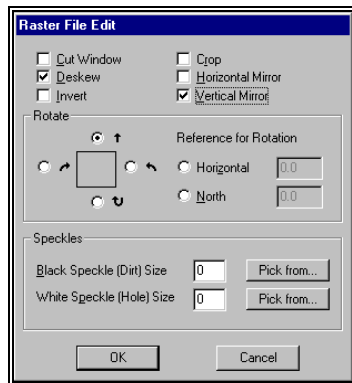 Raster File Edit
Cut Window
Crop
Deskew
Horizontal Mirror
Invert
Vertical Mirror
Rotate
Reference for Rotation
Horizontal 0.0
North 0.0
Speckles
Black Speckle (Dirt) Size 0 Pick from...
White Speckle (Hole) Size 0 Pick from...
OK Cancel